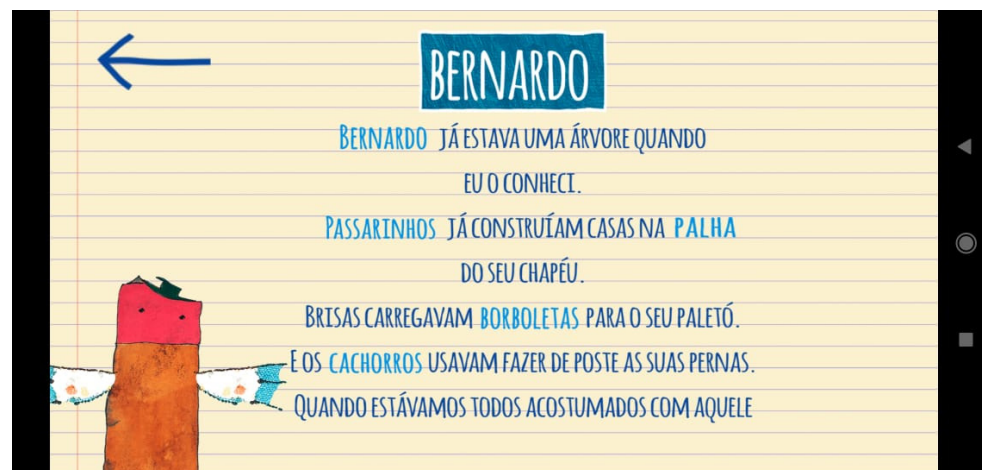 BERNARDO
BERNARDO JÁ ESTAVA UMA ÁRVORE QUANDO
EU O CONHECI.
PASSARINHOS JÁ CONSTRUÍAM CASAS NA PALHA
DO SEU CHAPÉU.
BRISAS CARREGAVAM BORBOLETAS PARA O SEU PALETÓ.
E OS CACHORROS USAVAM FAZER DE POSTE AS SUAS PERNAS.
QUANDO ESTÁVAMOS TODOS ACOSTUMADOS COM AQUELE